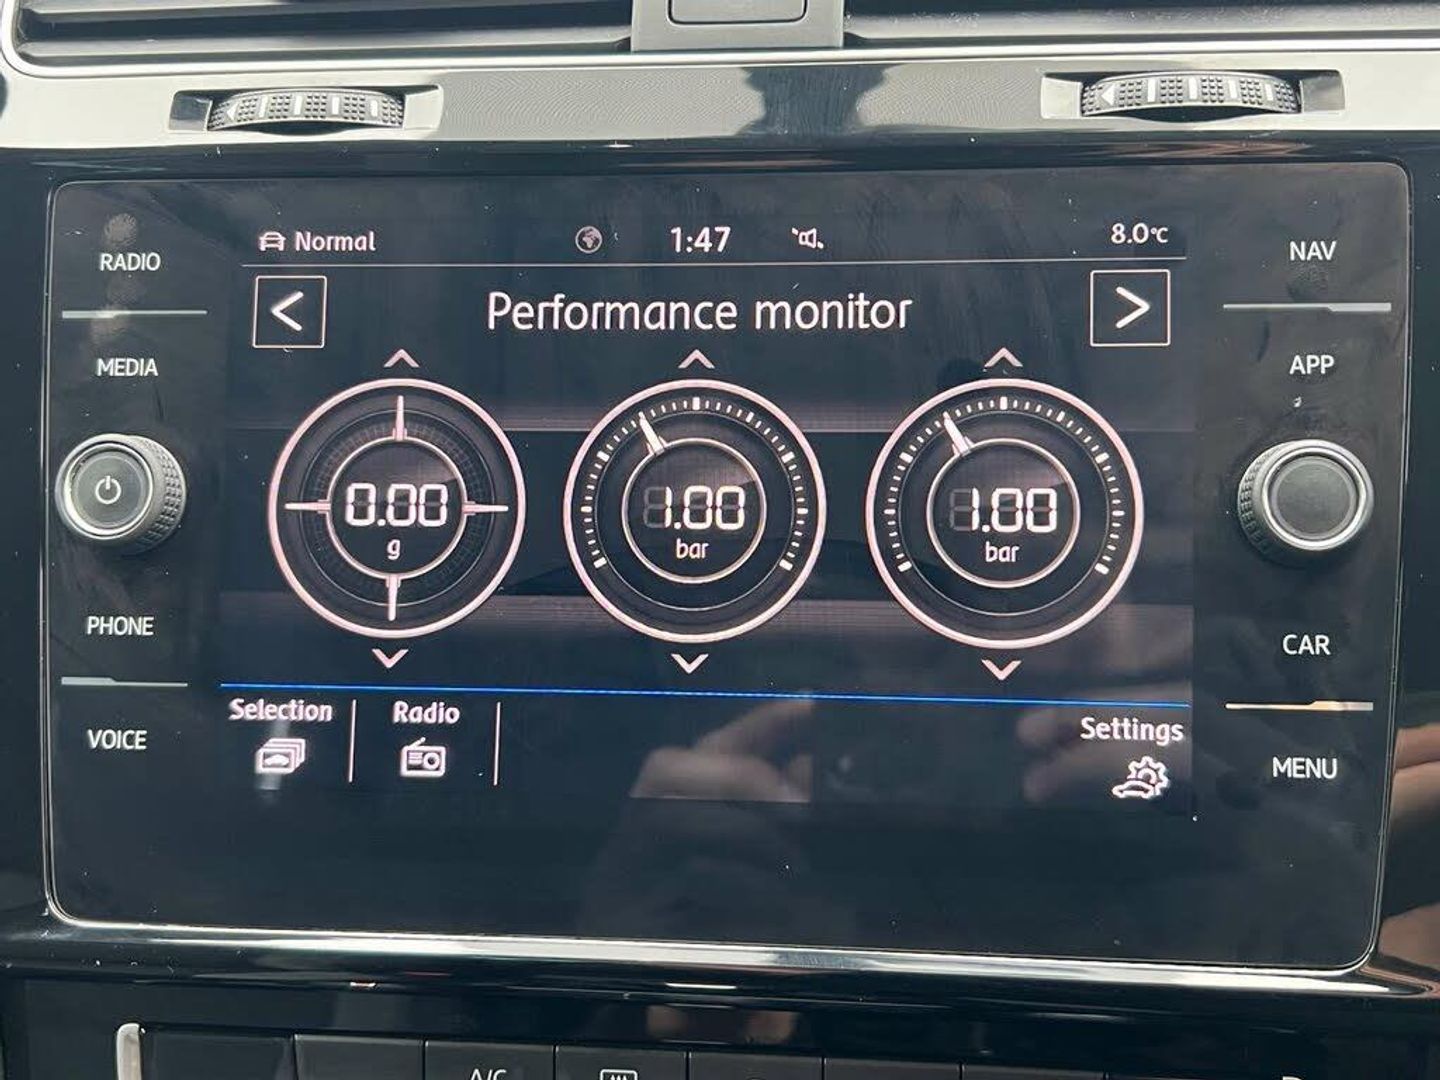 Normal 1:47 8.0°C
RADIO
NAV
< Performance monitor >
MEDIA
APP
0.00
g
1.00
bar
1.00
bar
PHONE
CAR
Selection Radio Settings
VOICE
MENU
A/C